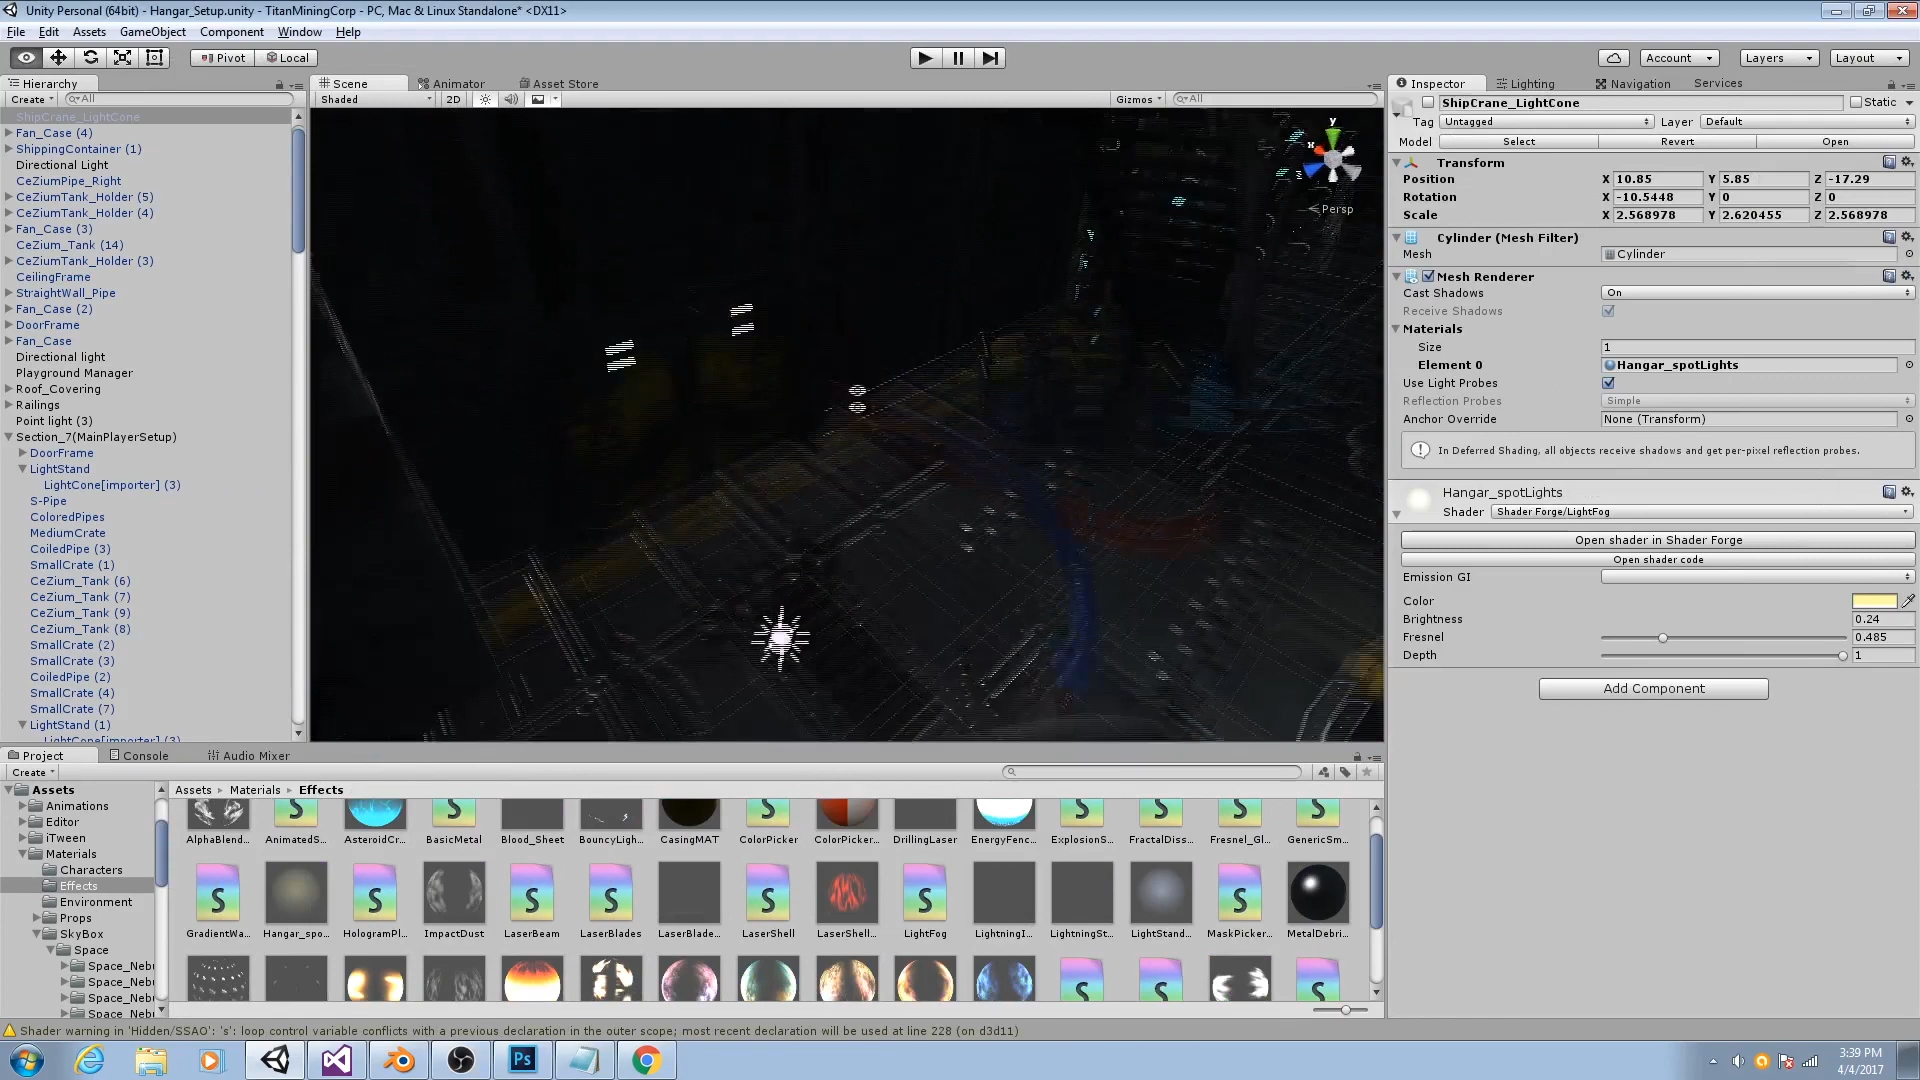 Unity Personal (64bit) - Hangar_Setup.unity - TitanMiningCorp - PC, Mac & Linux Standalone* <DX11>
File Edit Assets GameObject Component Window Help
Pivot Local Account Layers Layout
Hierarchy
Create All
ShipCrane_LightCone
Fan_Case (4)
ShippingContainer (1)
Directional Light
CeZiumPipe_Right
CeZiumTank_Holder (5)
CeZiumTank_Holder (4)
Fan_Case (3)
CeZium_Tank (14)
CeZiumTank_Holder (3)
CeilingFrame
StraightWall_Pipe
Fan_Case (2)
DoorFrame
Fan_Case
Directional light
Playground Manager
Roof_Covering
Railings
Point light (3)
Section_7(MainPlayerSetup)
DoorFrame
LightStand
LightCone[importer] (3)
S-Pipe
ColoredPipes
MediumCrate
CoiledPipe (3)
SmallCrate (1)
CeZium_Tank (6)
CeZium_Tank (7)
CeZium_Tank (9)
CeZium_Tank (8)
SmallCrate (2)
SmallCrate (3)
CoiledPipe (2)
SmallCrate (4)
SmallCrate (7)
LightStand (1)
LightCone[importer] (3)
Scene Animator Asset Store
Shaded 2D Gizmos All
y
x
Persp
Inspector Lighting Navigation Services
ShipCrane_LightCone Static
Tag Untagged Layer Default
Model Select Revert Open
Transform
Position X 10.85 Y 5.85 Z -17.29
Rotation X -10.5448 Y 0 Z 0
Scale X 2.568978 Y 2.620455 Z 2.568978
Cylinder (Mesh Filter)
Mesh Cylinder
Mesh Renderer
Cast Shadows On
Receive Shadows
Materials
Size 1
Element 0 Hangar_spotLights
Use Light Probes
Reflection Probes Simple
Anchor Override None (Transform)
In Deferred Shading, all objects receive shadows and get per-pixel reflection probes.
Hangar_spotLights
Shader Shader Forge/LightFog
Open shader in Shader Forge
Open shader code
Emission GI
Color
Brightness 0.24
Fresnel 0.485
Depth 1
Add Component
Project Console Audio Mixer
Create
Assets
Animations
Editor
iTween
Materials
Characters
Effects
Environment
Props
SkyBox
Space
Space_Neb
Space_Neb
Space_Neb
Space_Neb
Assets Materials Effects
AlphaBlend... AnimatedS... AsteroidCr... BasicMetal Blood_Sheet BouncyLigh... CasingMAT ColorPicker ColorPicker... DrillingLaser EnergyFenc... ExplosionS... FractalDiss... Fresnel_Gl... GenericSm...
GradientWa... Hangar_spo... HologramPl... ImpactDust LaserBeam LaserBlades LaserBlade... LaserShell LaserShell... LightFog LightningI... LightningSt... LightStand... MaskPicker... MetalDebri...
Shader warning in 'Hidden/SSAO': 's': loop control variable conflicts with a previous declaration in the outer scope; most recent declaration will be used at line 228 (on d3d11)
Ps
3:39 PM
4/4/2017